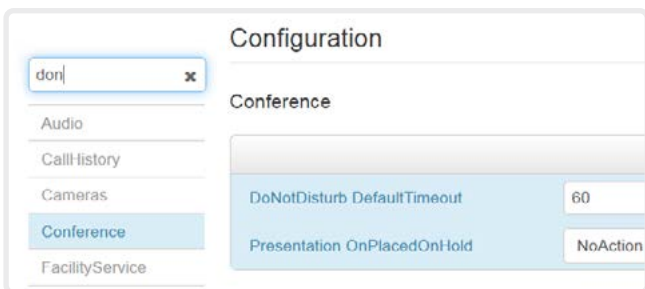 Configuration
don
Conference
Audio
CallHistory
Cameras
Conference
FacilityService
DoNotDisturb DefaultTimeout 60
Presentation OnPlacedOnHold NoAction